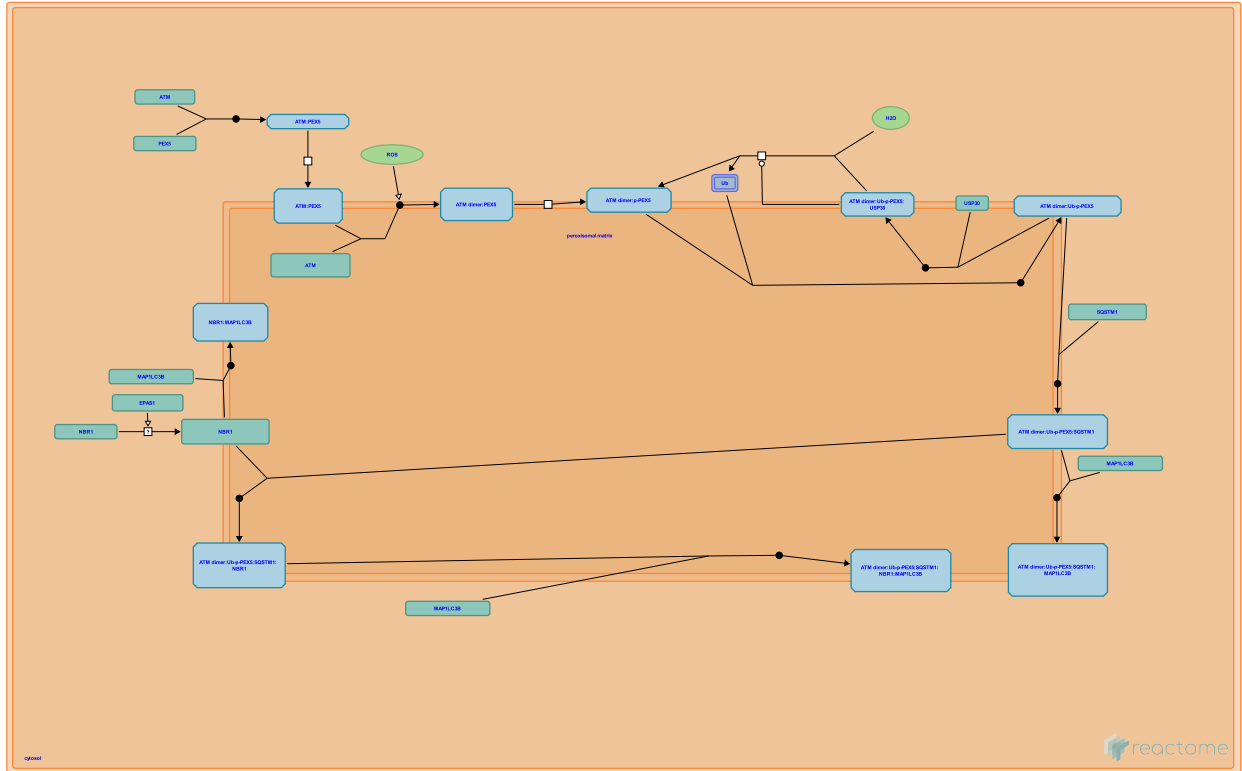 ATM
PEX5
ATM:PEX5
ROS
H2O
Ub
ATM:PEX5
ATM dimer:PEX5
ATM dimer:p-PEX5
ATM dimer:Ub-p-PEX5:
USP30
USP30
ATM dimer:Ub-p-PEX5
peroxisomal matrix
ATM
NBR1:MAP1LC3B
SQSTM1
MAP1LC3B
EPAS1
NBR1
?
NBR1
ATM dimer:Ub-p-PEX5:SQSTM1
MAP1LC3B
ATM dimer:Ub-p-PEX5:SQSTM1:
NBR1
ATM dimer:Ub-p-PEX5:SQSTM1:
NBR1:MAP1LC3B
ATM dimer:Ub-p-PEX5:SQSTM1:
MAP1LC3B
MAP1LC3B
cytosol
reactome